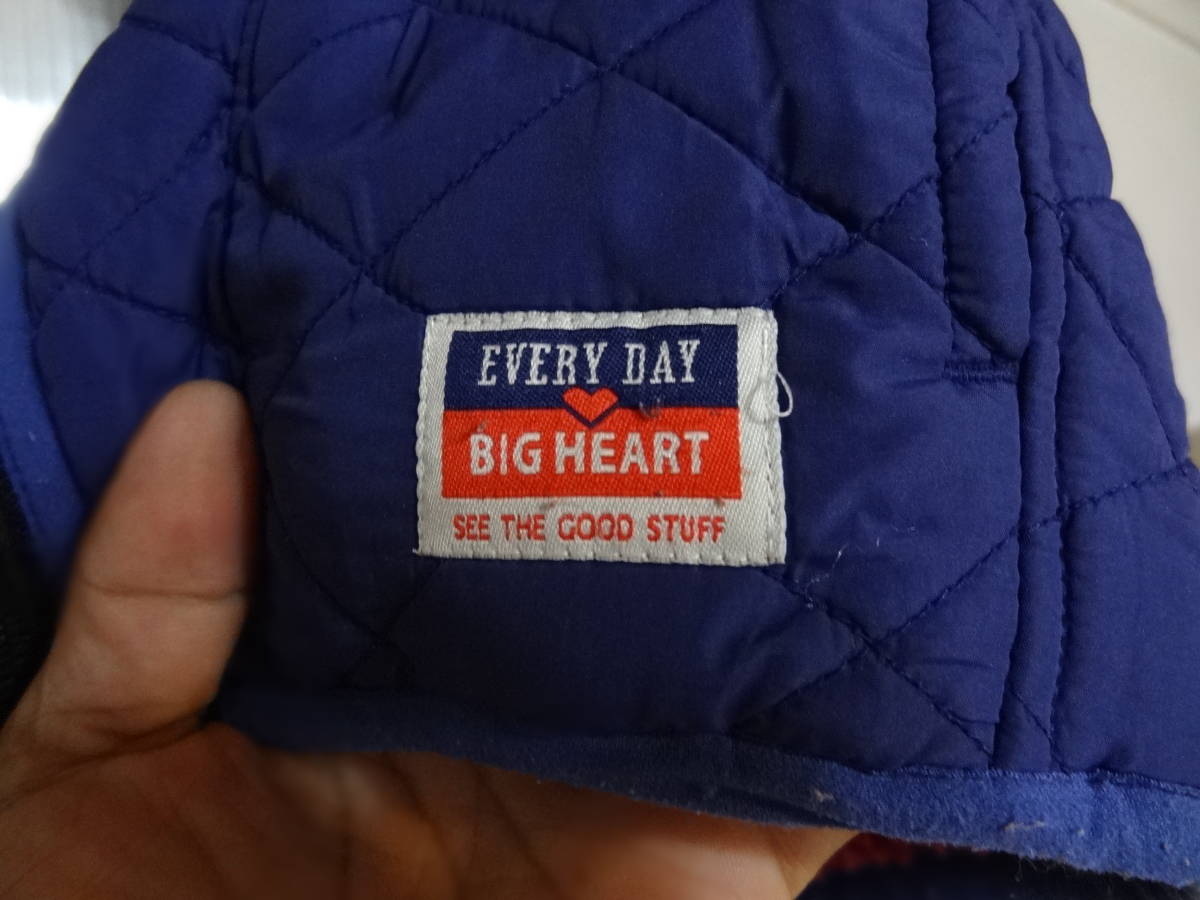 EVERY DAY
BIG HEART
SEE THE GOOD STUFF